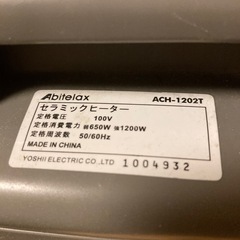 Abitelax ACH-1202T
セラミックヒーター
定格電圧 100V
定格消費電力 弱650W 強1200W
定格周波数 50/60Hz
MADE IN CHINA
YOSHII ELECTRIC CO.,LTD 1004932